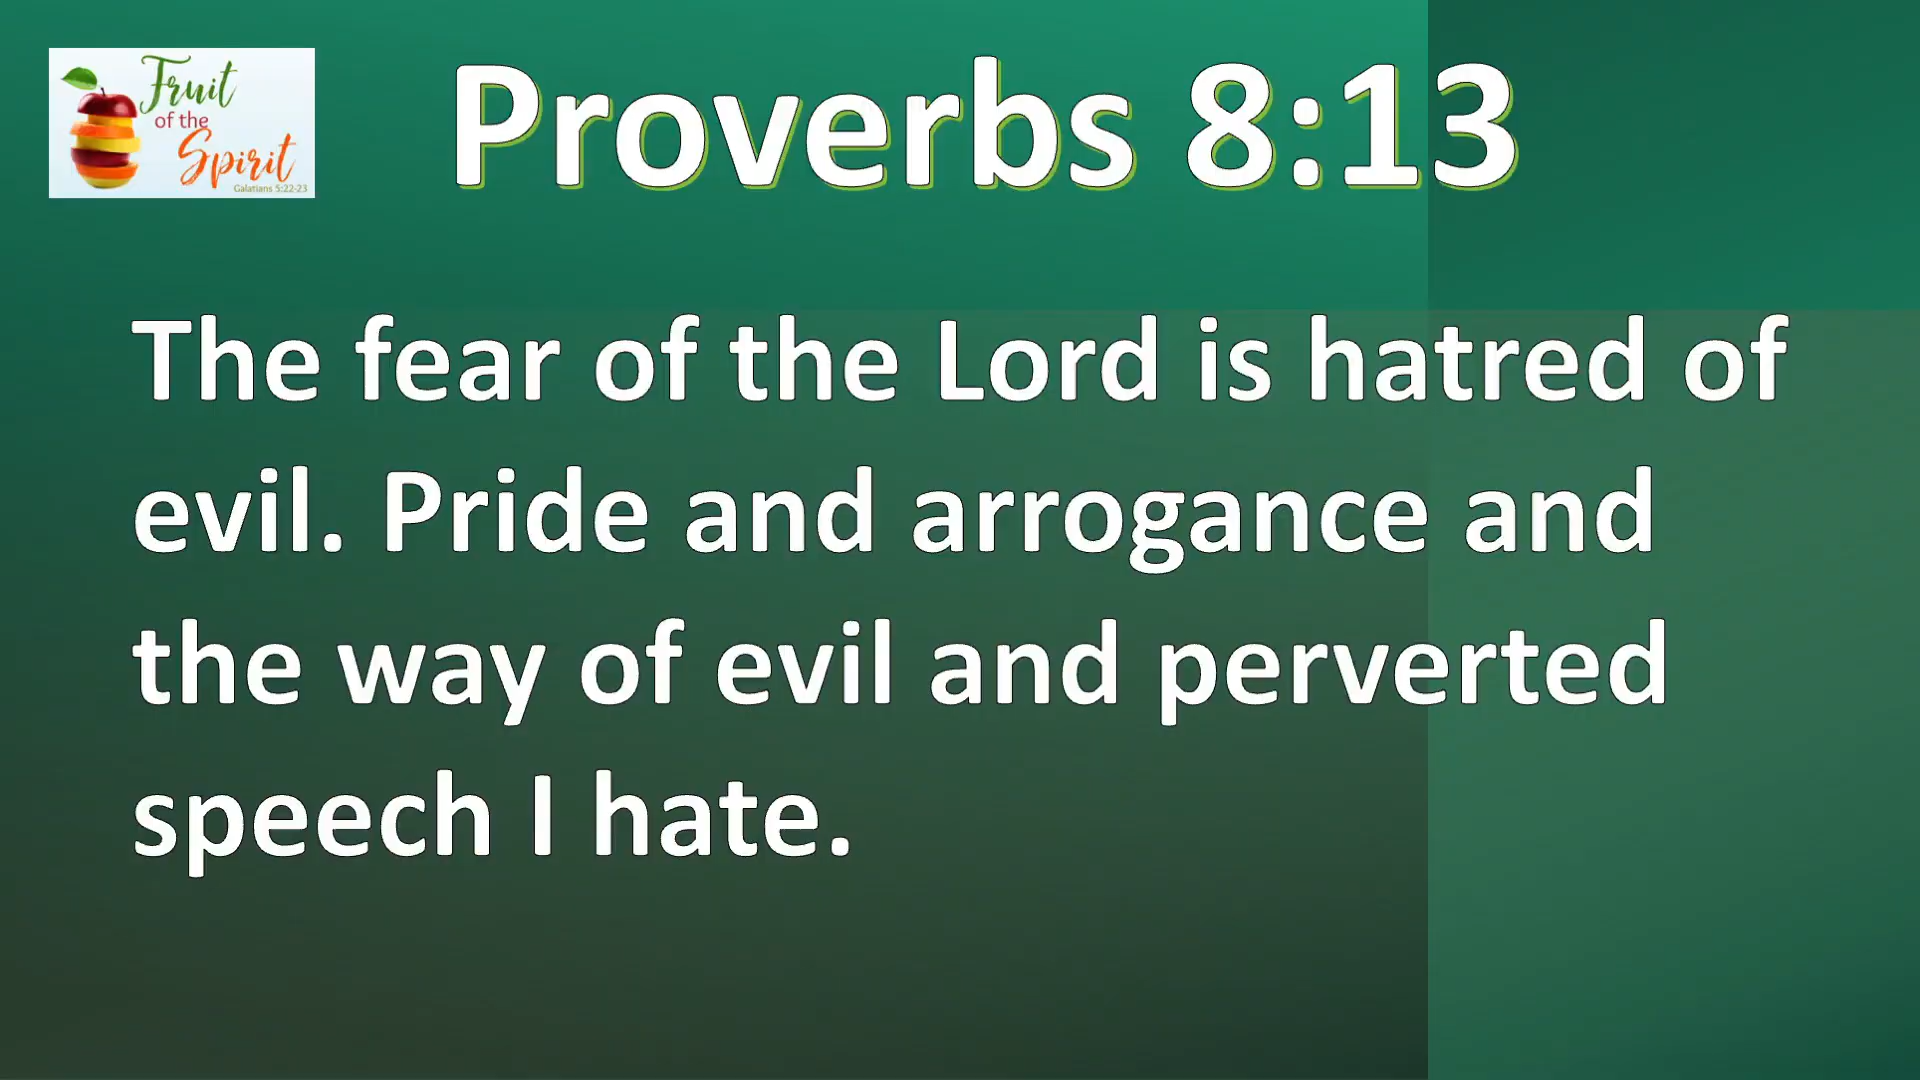 Fruit
of the
Spirit
Galatians 5:22-23
Proverbs 8:13
The fear of the Lord is hatred of
evil. Pride and arrogance and
the way of evil and perverted
speech I hate.